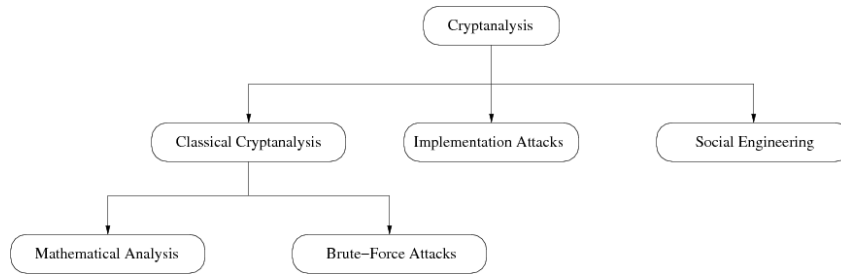 Cryptanalysis
Classical Cryptanalysis
Implementation Attacks
Social Engineering
Mathematical Analysis
Brute−Force Attacks